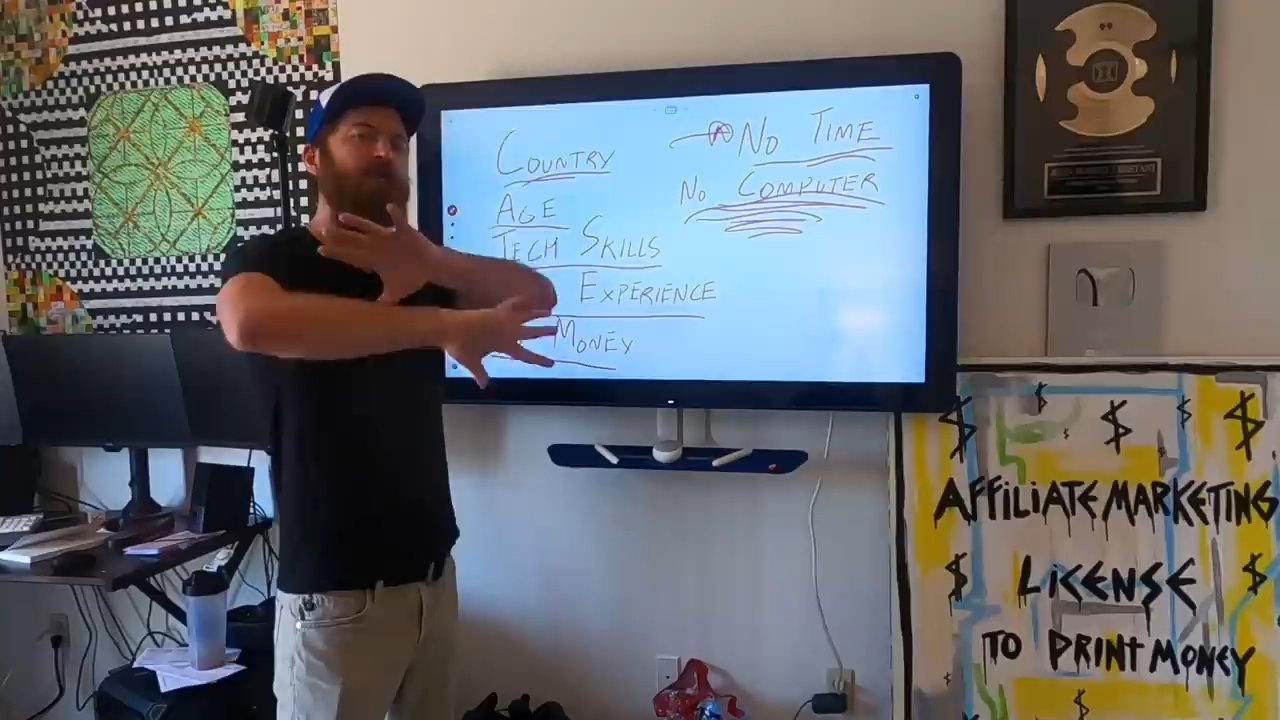 COUNTRY
AGE
TECH SKILLS
EXPERIENCE
MONEY
NO TIME
NO COMPUTER
AFFILIATE MARKETING
LICENSE
TO PRINT MONEY